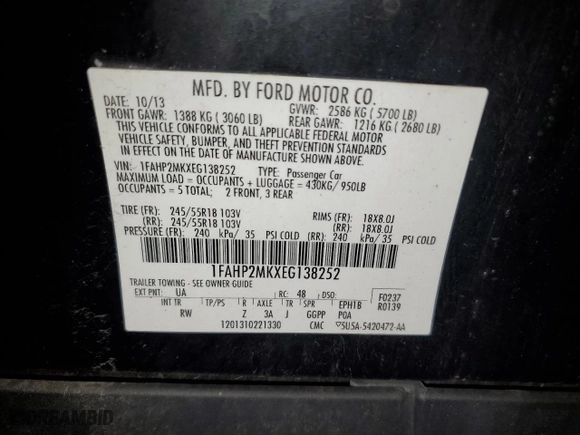 MFD. BY FORD MOTOR CO.
DATE: 10/13 GVWR: 2586 KG ( 5700 LB)
FRONT GAWR: 1388 KG ( 3060 LB) REAR GAWR: 1216 KG ( 2680 LB)
THIS VEHICLE CONFORMS TO ALL APPLICABLE FEDERAL MOTOR
VEHICLE SAFETY, BUMPER, AND THEFT PREVENTION STANDARDS
IN EFFECT ON THE DATE OF MANUFACTURE SHOWN ABOVE.
VIN: 1FAHP2MKXEG138252 TYPE: Passenger Car
MAXIMUM LOAD = OCCUPANTS + LUGGAGE = 430KG/ 950LB
OCCUPANTS = 5 TOTAL; 2 FRONT, 3 REAR
TIRE (FR): 245/55R18 103V RIMS (FR): 18X8.0J
(RR): 245/55R18 103V (RR): 18X8.0J
PRESSURE (FR): 240 kPa/ 35 PSI COLD (RR): 240 kPa/ 35 PSI COLD
1FAHP2MKXEG138252
TRAILER TOWING - SEE OWNER GUIDE
EXT PNT: UA RC: 48 DSO: F0237
INT TR TP/PS R AXLE TR SPR EPH1B R0139
RW Z 3A J GGPP POA
1201310221330 CMC 5U5A-5420472-AA
DREAMBID